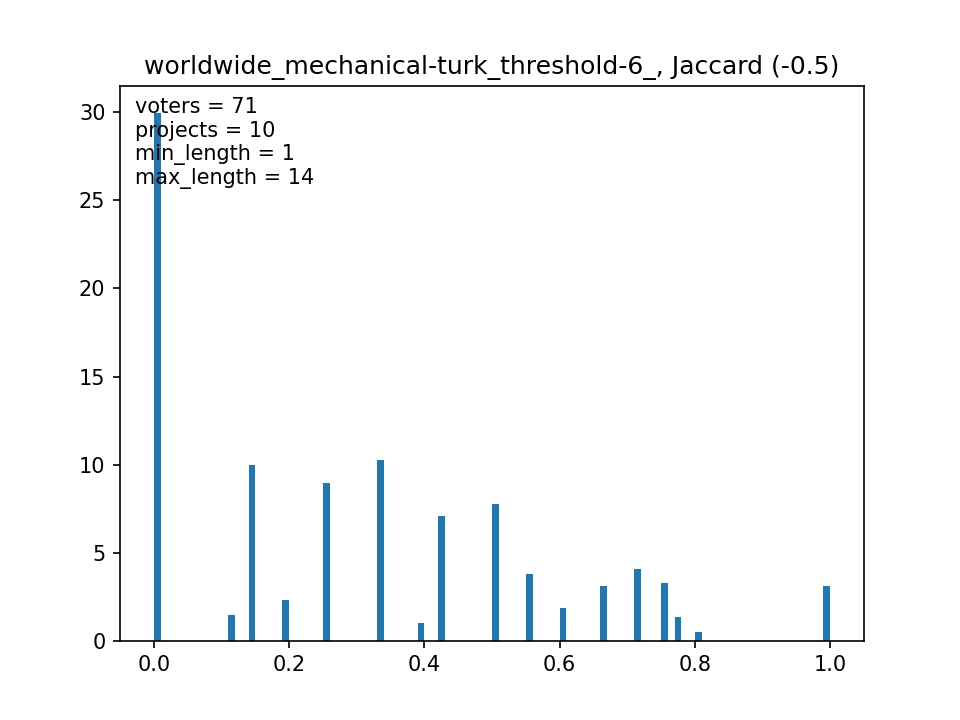 worldwide_mechanical-turk_threshold-6_, Jaccard (-0.5)
voters = 71
projects = 10
min_length = 1
max_length = 14
30
25
20
15
10
5
0
0.0 0.2 0.4 0.6 0.8 1.0